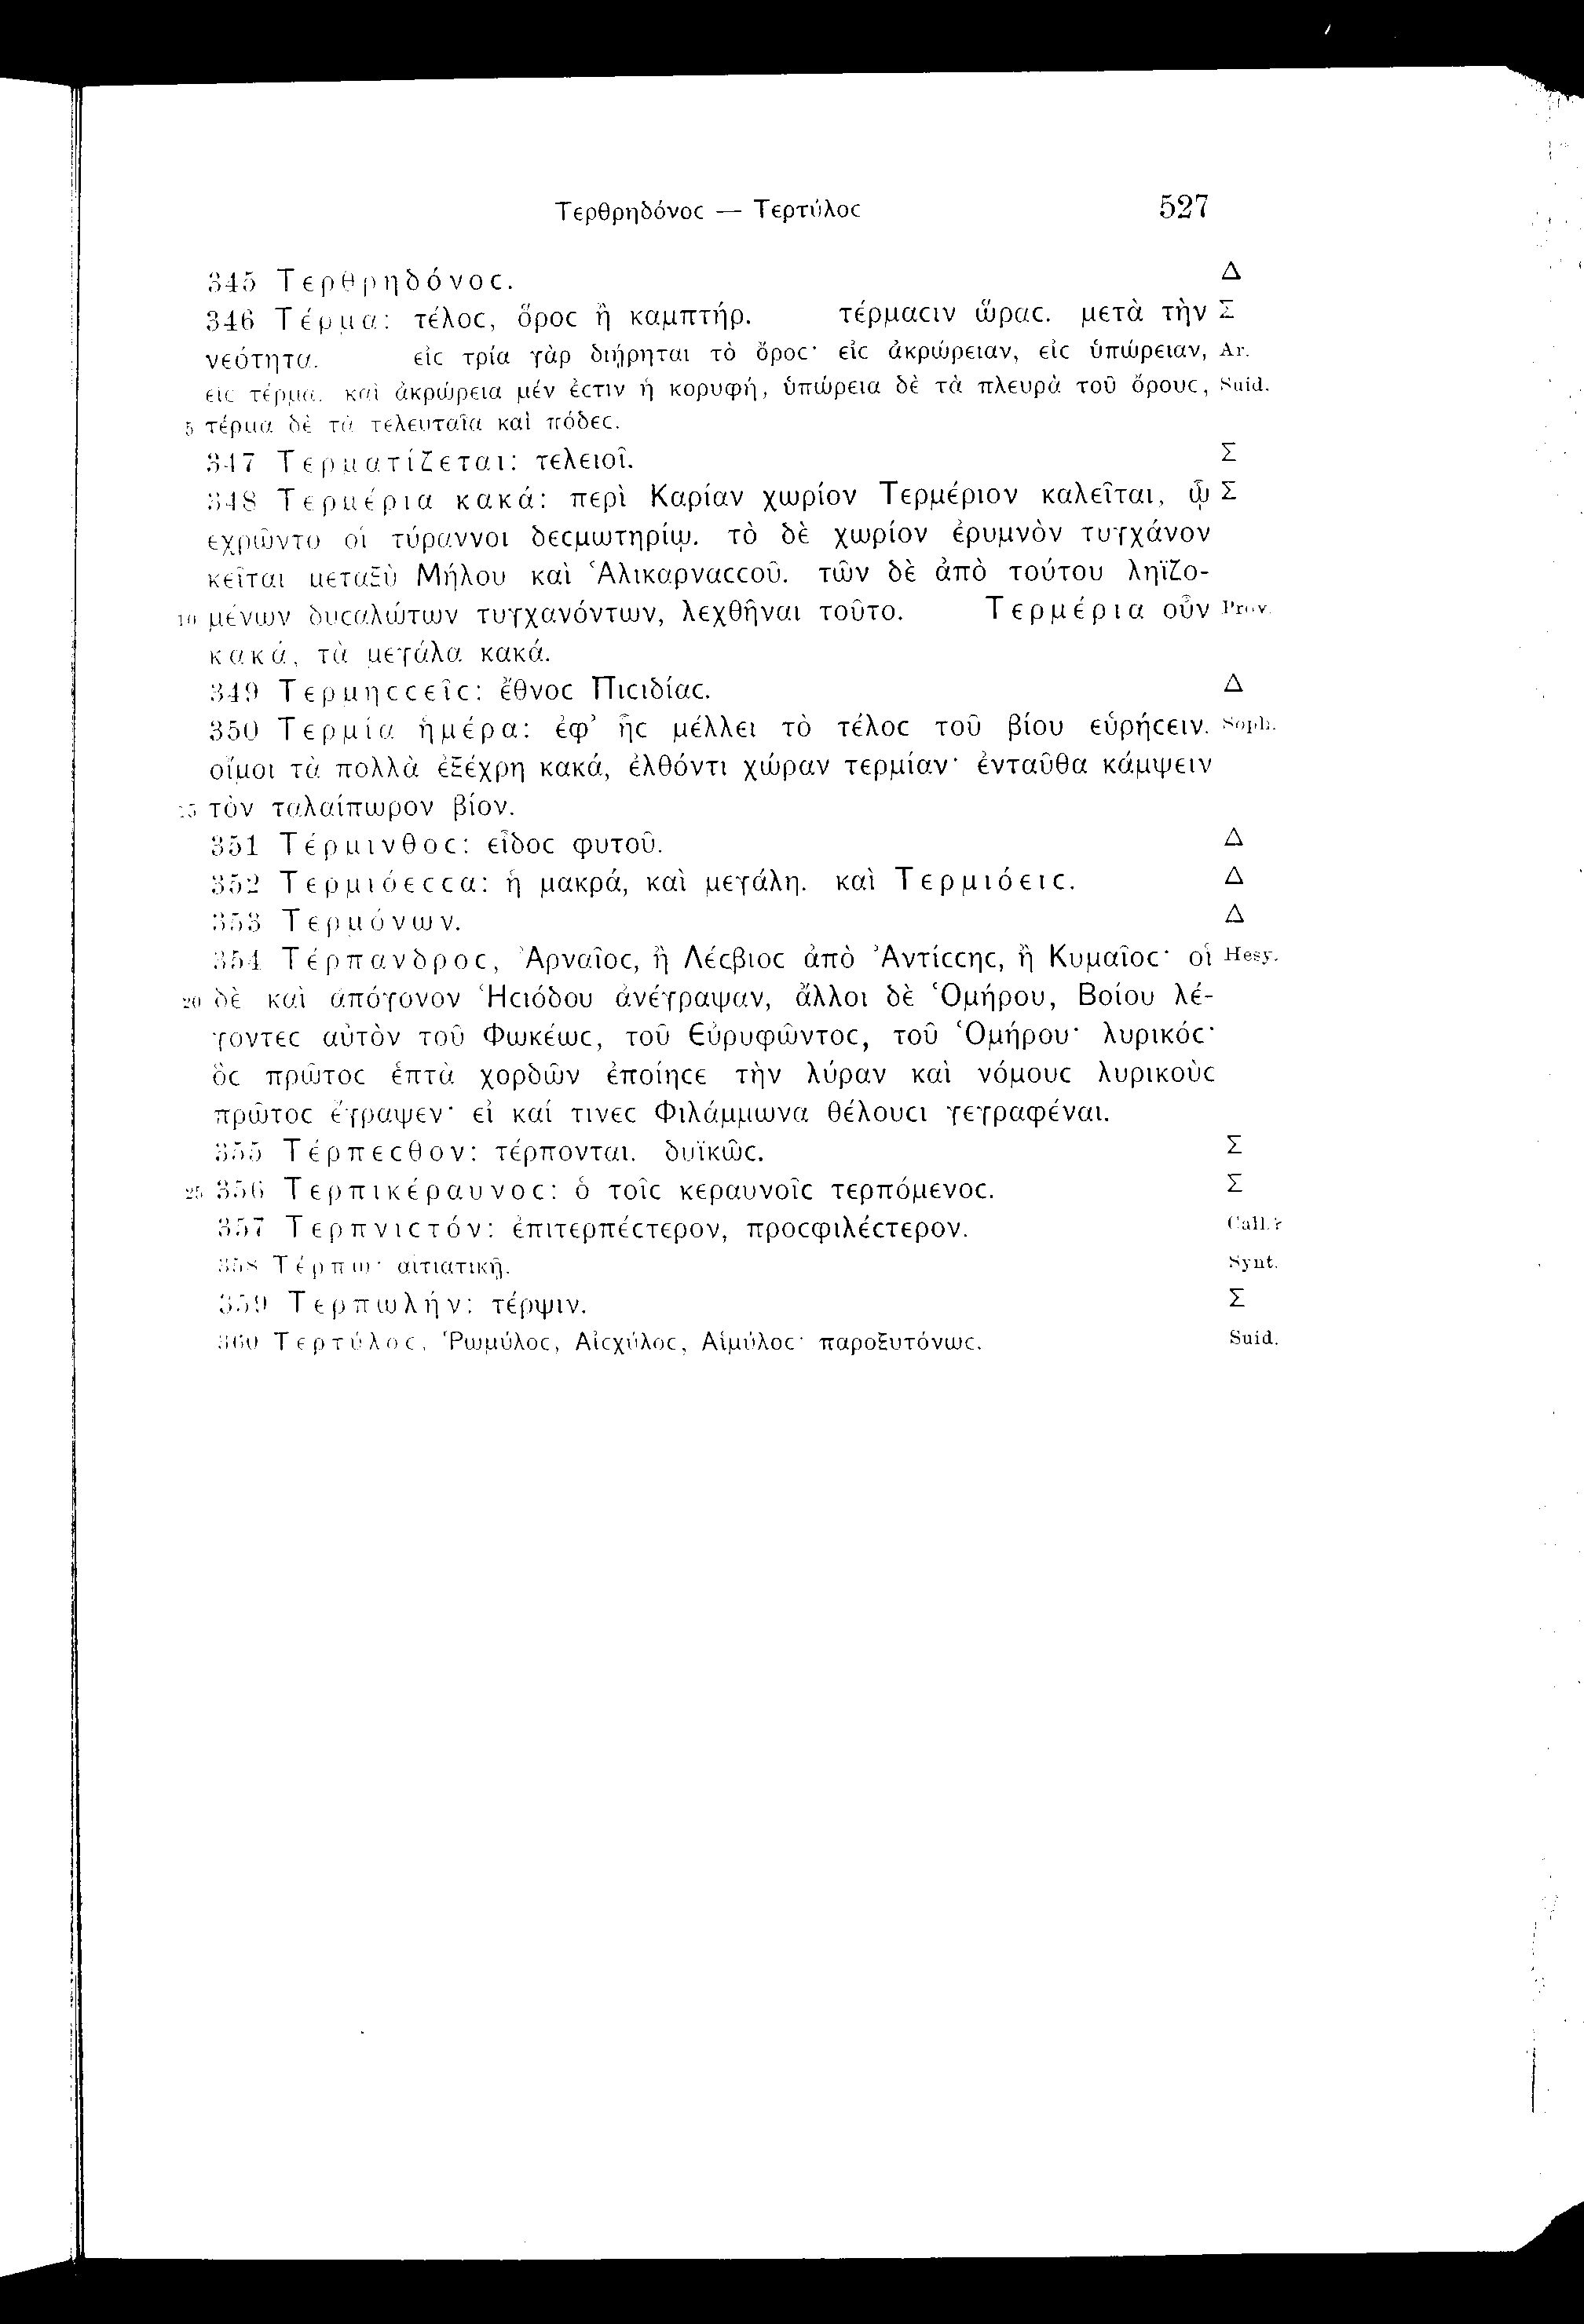 Τερθρηδόνοϲ — Τερτύλοϲ 527
345 Τερθρηδόνοϲ. Δ
346 Τέρμα: τέλοϲ, ὅροϲ ἢ καμπτήρ. τέρμαϲιν ὥραϲ. μετὰ τὴν Σ
νεότητα. εἰϲ τρία γὰρ διῄρηται τὸ ὄροϲ· εἰϲ ἀκρώρειαν, εἰϲ ὑπώρειαν, Ar.
εἰϲ τέρμα. καὶ ἀκρώρεια μέν ἐϲτιν ἡ κορυφή, ὑπώρεια δὲ τὰ πλευρὰ τοῦ ὄρουϲ, Suid.
5 τέρμα δὲ τὰ τελευταῖα καὶ πόδεϲ.
347 Τερματίζεται: τελειοῖ. Σ
348 Τερμέρια κακά: περὶ Καρίαν χωρίον Τερμέριον καλεῖται, ᾧ Σ
ἐχρῶντο οἱ τύραννοι δεϲμωτηρίῳ. τὸ δὲ χωρίον ἐρυμνὸν τυγχάνον
κεῖται μεταξὺ Μήλου καὶ Ἁλικαρναϲϲοῦ. τῶν δὲ ἀπὸ τούτου ληϊζο-
10 μένων δυϲαλώτων τυγχανόντων, λεχθῆναι τοῦτο. Τερμέρια οὖν Prov.
κακά, τὰ μεγάλα κακά.
349 Τερμηϲϲεῖϲ: ἔθνοϲ Πιϲιδίαϲ. Δ
350 Τερμία ἡμέρα: ἐφ’ ἧϲ μέλλει τὸ τέλοϲ τοῦ βίου εὑρήϲειν. Soph.
οἴμοι τὰ πολλὰ ἐξέχρη κακά, ἐλθόντι χώραν τερμίαν· ἐνταῦθα κάμψειν
15 τὸν ταλαίπωρον βίον.
351 Τέρμινθοϲ: εἶδοϲ φυτοῦ. Δ
352 Τερμιόεϲϲα: ἡ μακρά, καὶ μεγάλη. καὶ Τερμιόειϲ. Δ
353 Τερμόνων. Δ
354 Τέρπανδροϲ, Ἀρναῖοϲ, ἢ Λέϲβιοϲ ἀπὸ Ἀντίϲϲηϲ, ἢ Κυμαῖοϲ· οἱ Hesy.
20 δὲ καὶ ἀπόγονον Ἡϲιόδου ἀνέγραψαν, ἄλλοι δὲ Ὁμήρου, Βοίου λέ-
γοντεϲ αὐτὸν τοῦ Φωκέωϲ, τοῦ Εὐρυφῶντοϲ, τοῦ Ὁμήρου· λυρικόϲ·
ὃϲ πρῶτοϲ ἑπτὰ χορδῶν ἐποίηϲε τὴν λύραν καὶ νόμουϲ λυρικοὺϲ
πρῶτοϲ ἔγραψεν· εἰ καί τινεϲ Φιλάμμωνα θέλουϲι γεγραφέναι.
355 Τέρπεϲθον: τέρπονται. δυϊκῶϲ. Σ
25 356 Τερπικέραυνοϲ: ὁ τοῖϲ κεραυνοῖϲ τερπόμενοϲ. Σ
357 Τερπνιϲτόν: ἐπιτερπέϲτερον, προϲφιλέϲτερον. Call.?
358 Τέρπω· αἰτιατικῇ. Synt.
359 Τερπωλήν: τέρψιν. Σ
360 Τερτύλοϲ, Ῥωμύλοϲ, Αἰϲχύλοϲ, Αἱμύλοϲ· παροξυτόνωϲ. Suid.